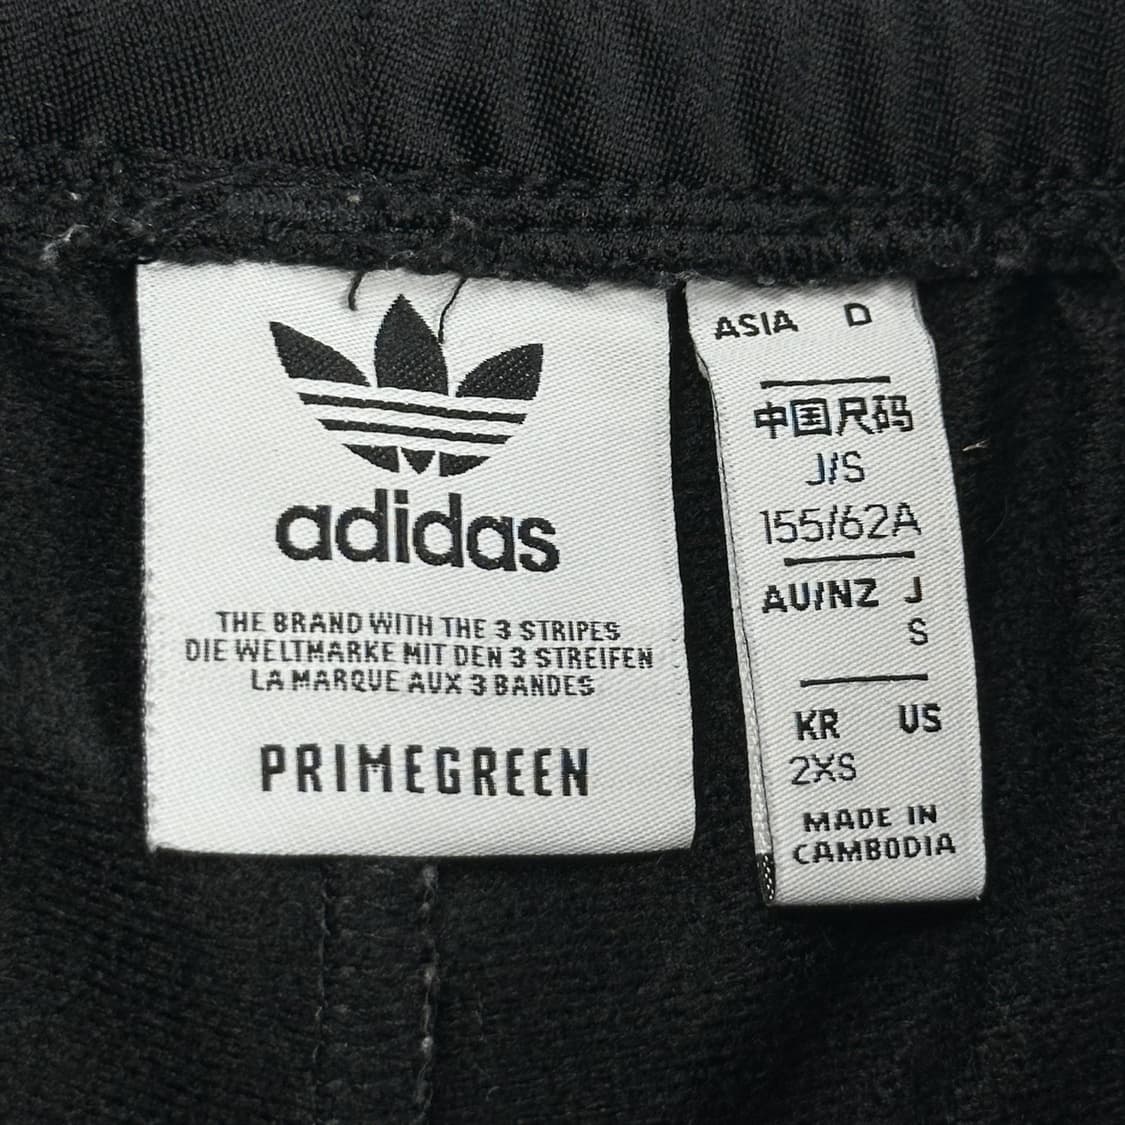 adidas
THE BRAND WITH THE 3 STRIPES
DIE WELTMARKE MIT DEN 3 STREIFEN
LA MARQUE AUX 3 BANDES
PRIMEGREEN
ASIA D
中国尺码
J/S
155/62A
AU/NZ J
S
KR US
2XS
MADE IN
CAMBODIA